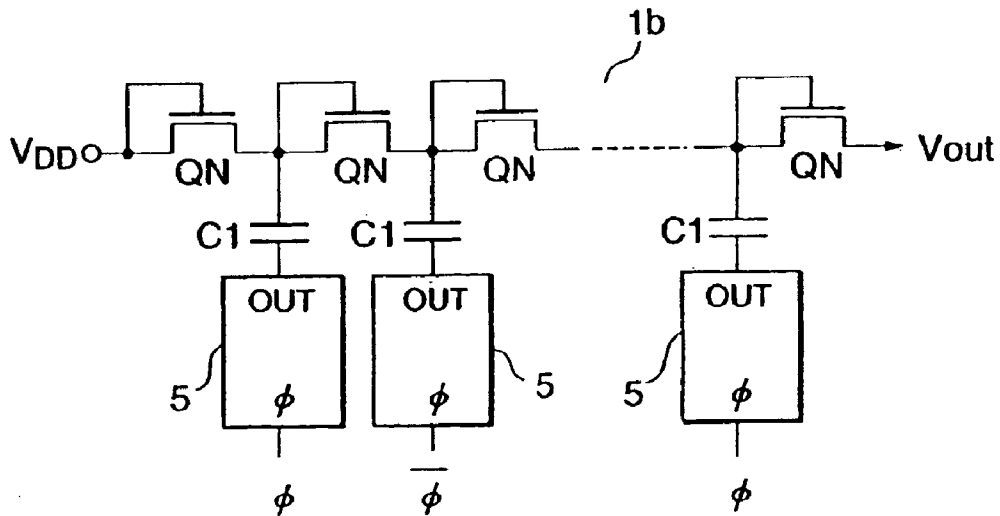 1b
VDD QN QN QN QN Vout
C1 C1 C1
OUT OUT OUT
5 5 5
ϕ ϕ ϕ
ϕ ϕ̅ ϕ